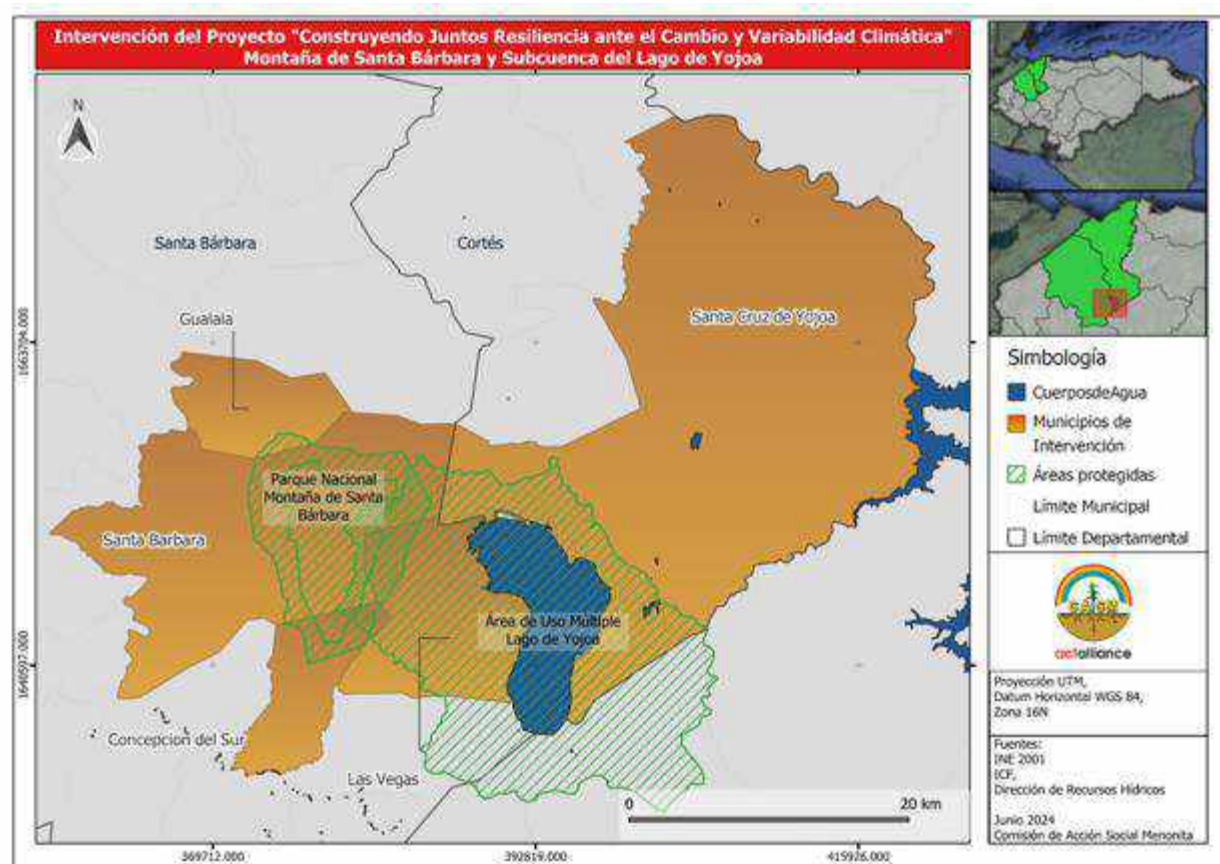 Intervención del Proyecto "Construyendo Juntos Resiliencia ante el Cambio y Variabilidad Climática"
Montaña de Santa Bárbara y Subcuenca del Lago de Yojoa
N
Santa Bárbara
Cortés
Gualala
Santa Cruz de Yojoa
Parque Nacional
Montaña de Santa
Bárbara
Santa Barbara
Área de Uso Múltiple
Lago de Yojoa
Concepcion del Sur
Las Vegas
0
20 km
1663704.000
1640597.000
369712.000
392819.000
415926.000
Simbología
CuerposdeAgua
Municipios de
Intervención
Áreas protegidas
Límite Municipal
Límite Departamental
CASM
actalliance
Proyección UTM,
Datum Horizontal WGS 84,
Zona 16N
Fuentes:
INE 2001
ICF,
Dirección de Recursos Hídricos
Junio 2024
Comisión de Acción Social Menonita